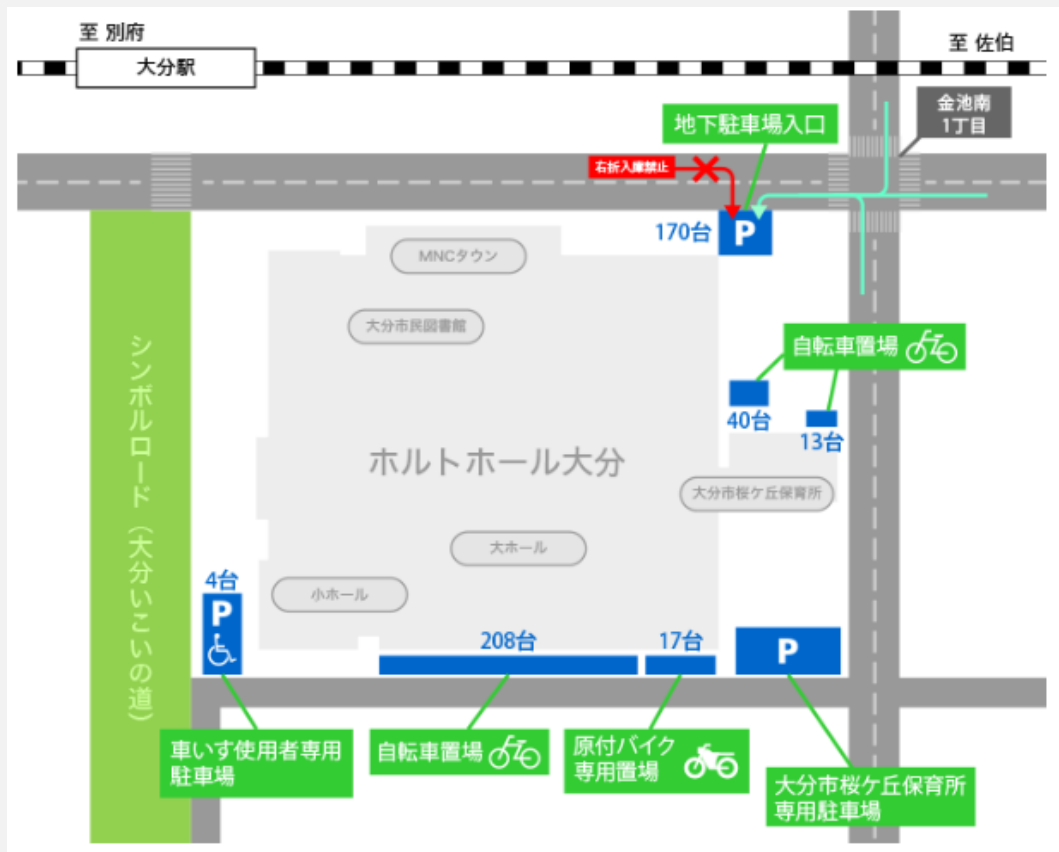 至 別府
大分駅
至 佐伯
金池南
1丁目
地下駐車場入口
右折入庫禁止
170台
P
MNCタウン
大分市民図書館
自転車置場
40台
13台
ホルトホール大分
大分市桜ケ丘保育所
大ホール
小ホール
シンボルロード（大分いこいの道）
4台
P
208台
17台
P
車いす使用者専用
駐車場
自転車置場
原付バイク
専用置場
大分市桜ケ丘保育所
専用駐車場